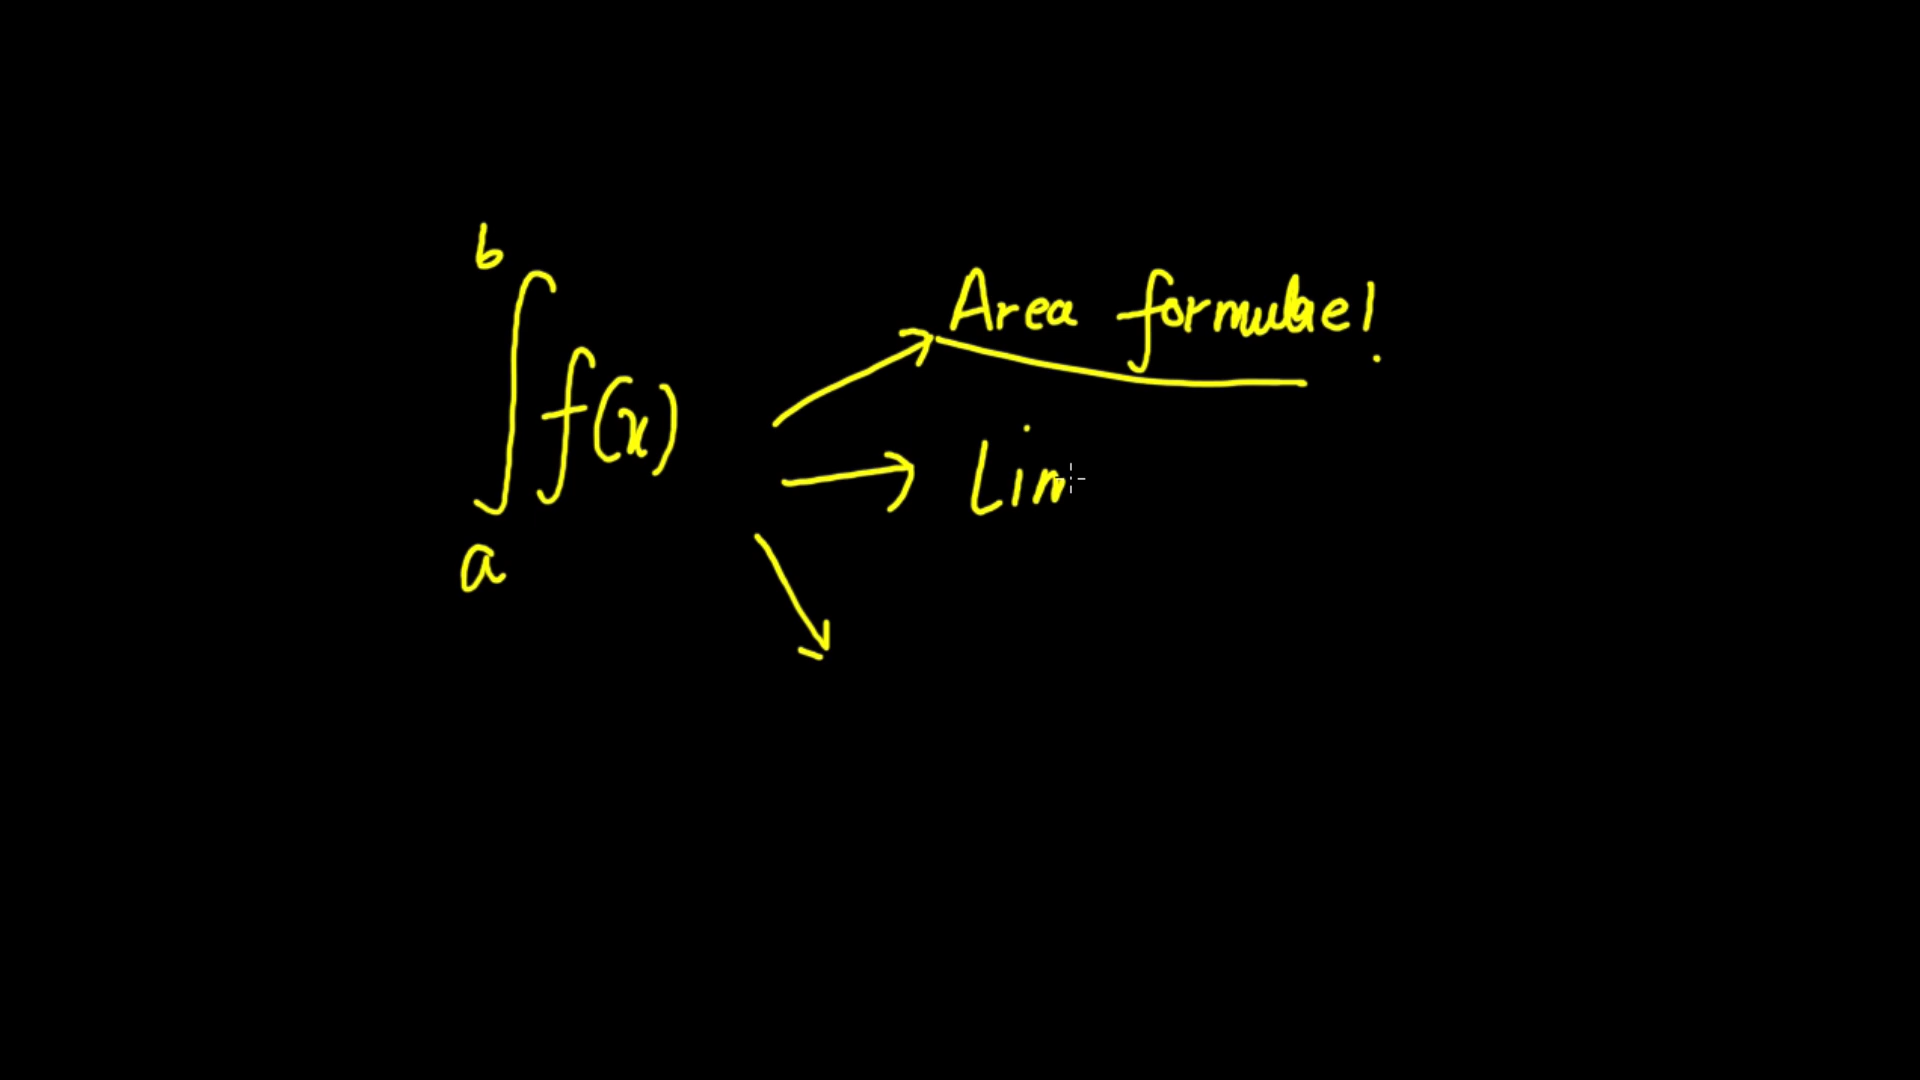 b
∫ f(x)
a
Area formulae!
Lim